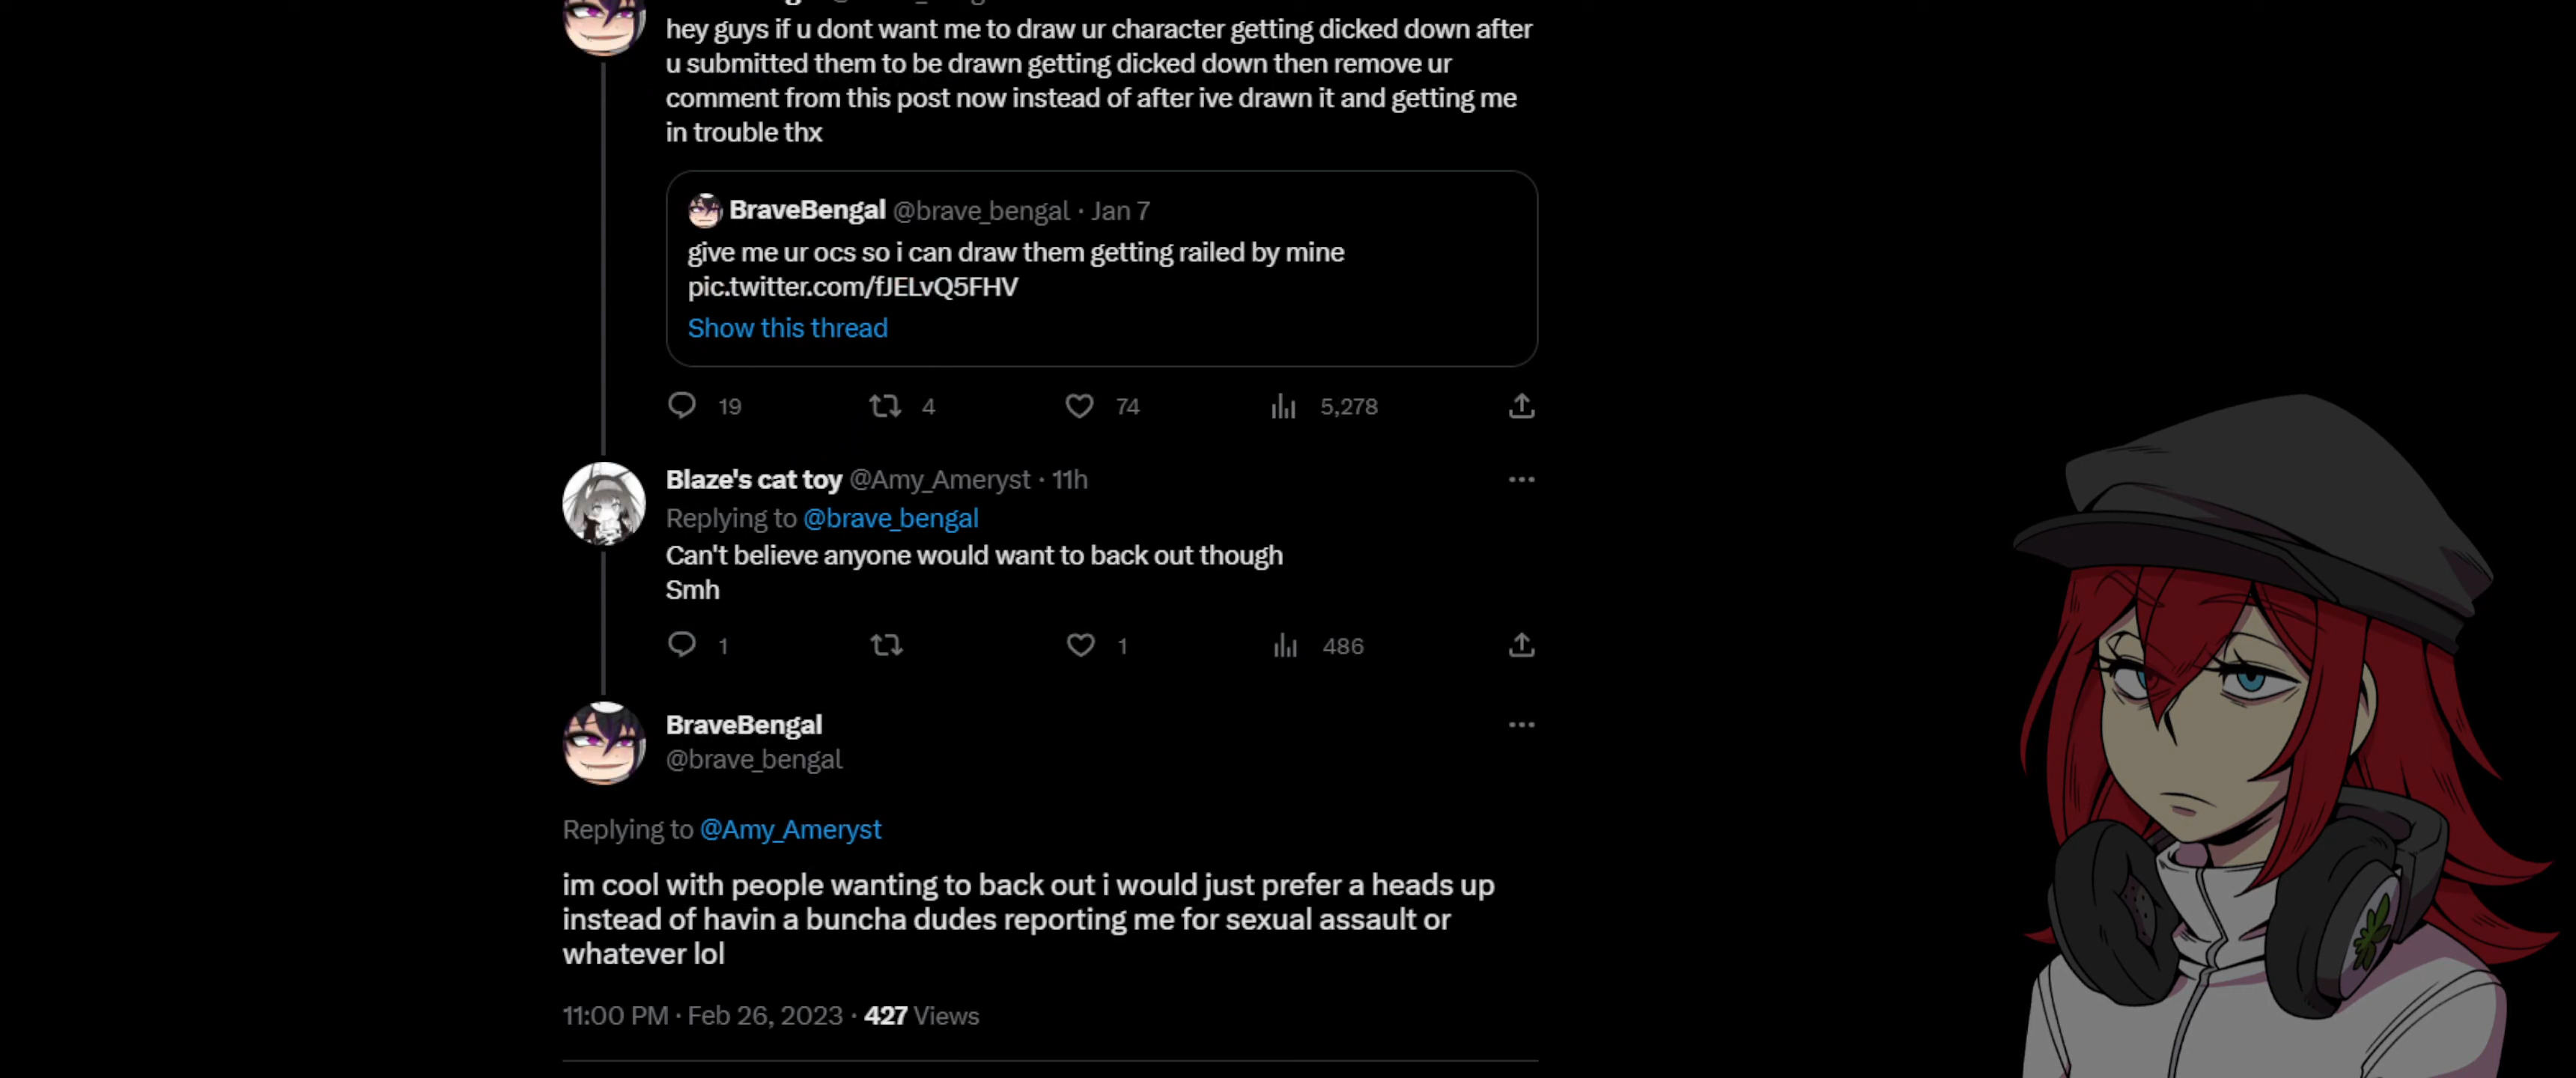 hey guys if u dont want me to draw ur character getting dicked down after
u submitted them to be drawn getting dicked down then remove ur
comment from this post now instead of after ive drawn it and getting me
in trouble thx
BraveBengal @brave_bengal · Jan 7
give me ur ocs so i can draw them getting railed by mine
pic.twitter.com/fJELvQ5FHV
Show this thread
19 4 74 5,278
Blaze's cat toy @Amy_Ameryst · 11h
Replying to @brave_bengal
Can't believe anyone would want to back out though
Smh
1 1 486
BraveBengal
@brave_bengal
Replying to @Amy_Ameryst
im cool with people wanting to back out i would just prefer a heads up
instead of havin a buncha dudes reporting me for sexual assault or
whatever lol
11:00 PM · Feb 26, 2023 · 427 Views